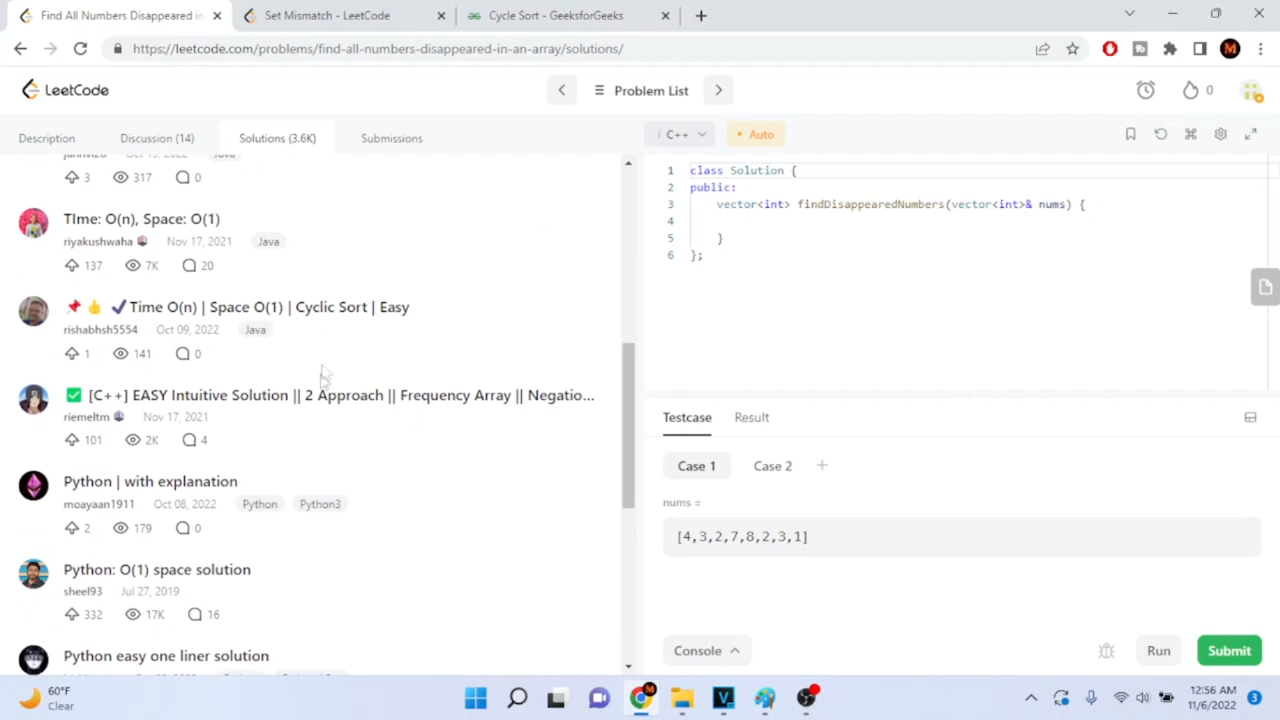 Find All Numbers Disappeared in
Set Mismatch - LeetCode
Cycle Sort - GeeksforGeeks
https://leetcode.com/problems/find-all-numbers-disappeared-in-an-array/solutions/
M
LeetCode
Problem List
0
Description
Discussion (14)
Solutions (3.6K)
Submissions
3
317
0
TIme: O(n), Space: O(1)
riyakushwaha
Nov 17, 2021
Java
137
7K
20
📌 👍 ✔Time O(n) | Space O(1) | Cyclic Sort | Easy
rishabhsh5554
Oct 09, 2022
Java
1
141
0
✅ [C++] EASY Intuitive Solution || 2 Approach || Frequency Array || Negatio...
riemeltm
Nov 17, 2021
101
2K
4
Python | with explanation
moayaan1911
Oct 08, 2022
Python
Python3
2
179
0
Python: O(1) space solution
sheel93
Jul 27, 2019
332
17K
16
Python easy one liner solution
i C++
• Auto
1 class Solution {
2 public:
3 vector<int> findDisappearedNumbers(vector<int>& nums) {
4
5 }
6 };
Testcase
Result
Case 1
Case 2
+
nums =
[4,3,2,7,8,2,3,1]
Console
Run
Submit
60°F
Clear
M
V
12:56 AM
11/6/2022
3